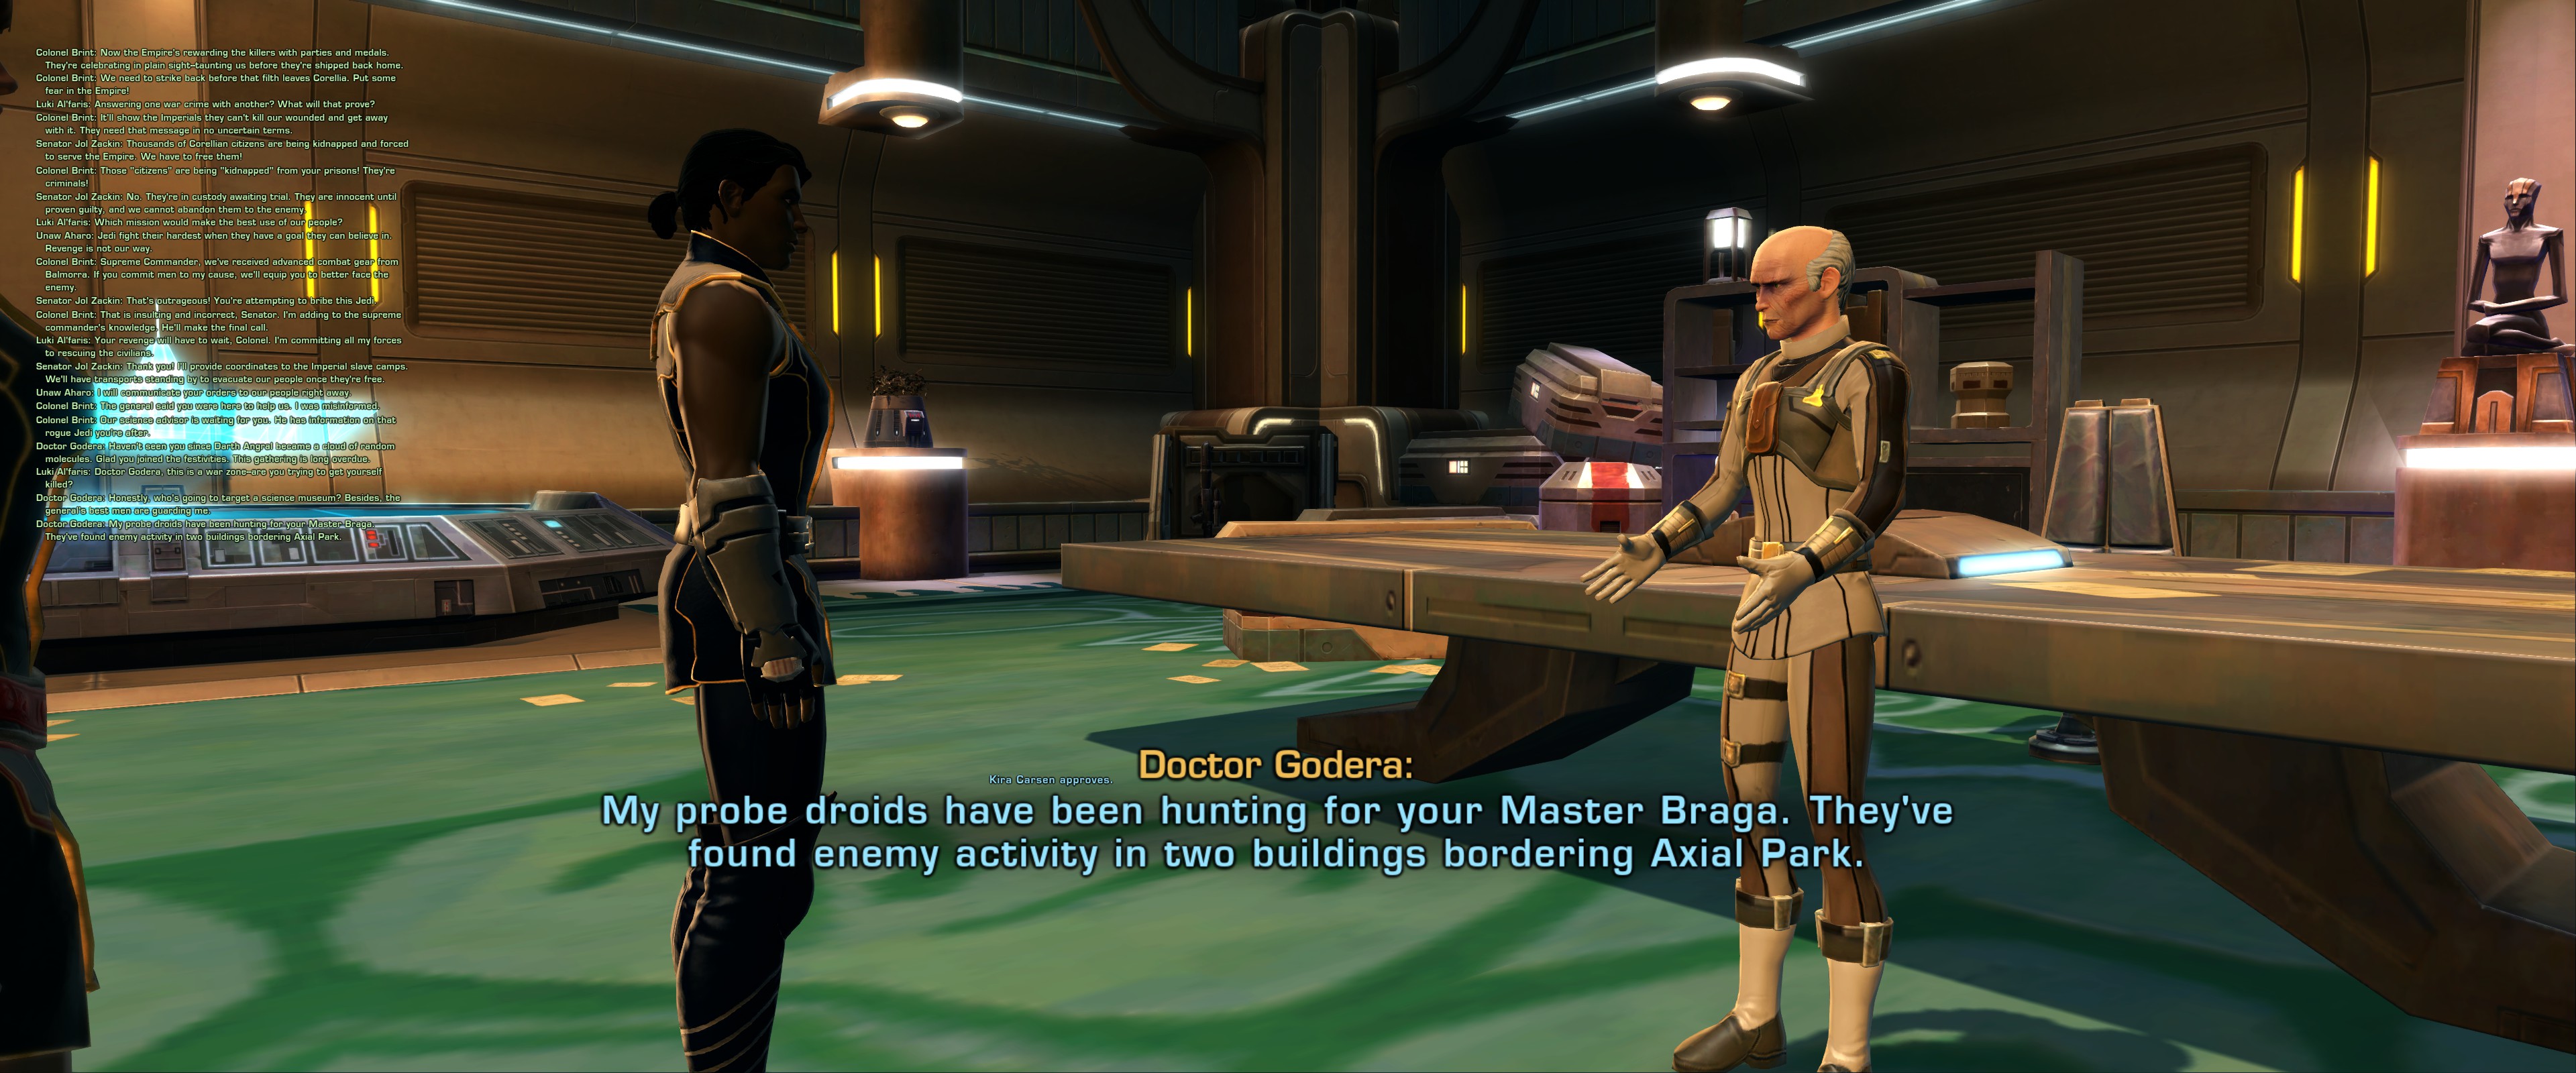 Colonel Brint: Now the Empire's rewarding the killers with parties and medals.
They're celebrating in plain sight–taunting us before they're shipped back home.
Colonel Brint: We need to strike back before that filth leaves Corellia. Put some
fear in the Empire!
Luki Al'faris: Answering one war crime with another? What will that prove?
Colonel Brint: It'll show the Imperials they can't kill our wounded and get away
with it. They need that message in no uncertain terms.
Senator Jol Zackin: Thousands of Corellian citizens are being kidnapped and forced
to serve the Empire. We have to free them!
Colonel Brint: Those "citizens" are being "kidnapped" from your prisons! They're
criminals!
Senator Jol Zackin: No. They're in custody awaiting trial. They are innocent until
proven guilty, and we cannot abandon them to the enemy.
Luki Al'faris: Which mission would make the best use of our people?
Unaw Aharo: Jedi fight their hardest when they have a goal they can believe in.
Revenge is not our way.
Colonel Brint: Supreme Commander, we've received advanced combat gear from
Balmorra. If you commit men to my cause, we'll equip you to better face the
enemy.
Senator Jol Zackin: That's outrageous! You're attempting to bribe this Jedi.
Colonel Brint: That is insulting and incorrect, Senator. I'm adding to the supreme
commander's knowledge. He'll make the final call.
Luki Al'faris: Your revenge will have to wait, Colonel. I'm committing all my forces
to rescuing the civilians.
Senator Jol Zackin: Thank you! I'll provide coordinates to the Imperial slave camps.
We'll have transports standing by to evacuate our people once they're free.
Unaw Aharo: I will communicate your orders to our people right away.
Colonel Brint: The general said you were here to help us. I was misinformed.
Colonel Brint: Our science advisor is waiting for you. He has information on that
rogue Jedi you're after.
Doctor Godera: Haven't seen you since Darth Angral became a cloud of random
molecules. Glad you joined the festivities. This gathering is long overdue.
Luki Al'faris: Doctor Godera, this is a war zone–are you trying to get yourself
killed?
Doctor Godera: Honestly, who's going to target a science museum? Besides, the
general's best men are guarding me.
Doctor Godera: My probe droids have been hunting for your Master Braga.
They've found enemy activity in two buildings bordering Axial Park.
Doctor Godera:
Kira Carsen approves.
My probe droids have been hunting for your Master Braga. They've
found enemy activity in two buildings bordering Axial Park.